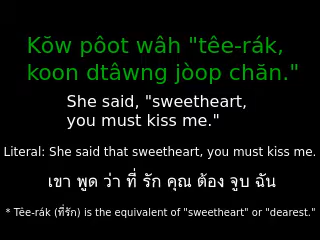 Kŏw pôot wâh "têe-rák,
koon dtâwng jòop chăn."
She said, "sweetheart,
you must kiss me."
Literal: She said that sweetheart, you must kiss me.
เขา พูด ว่า ที่ รัก คุณ ต้อง จูบ ฉัน
* Têe-rák (ที่รัก) is the equivalent of "sweetheart" or "dearest."